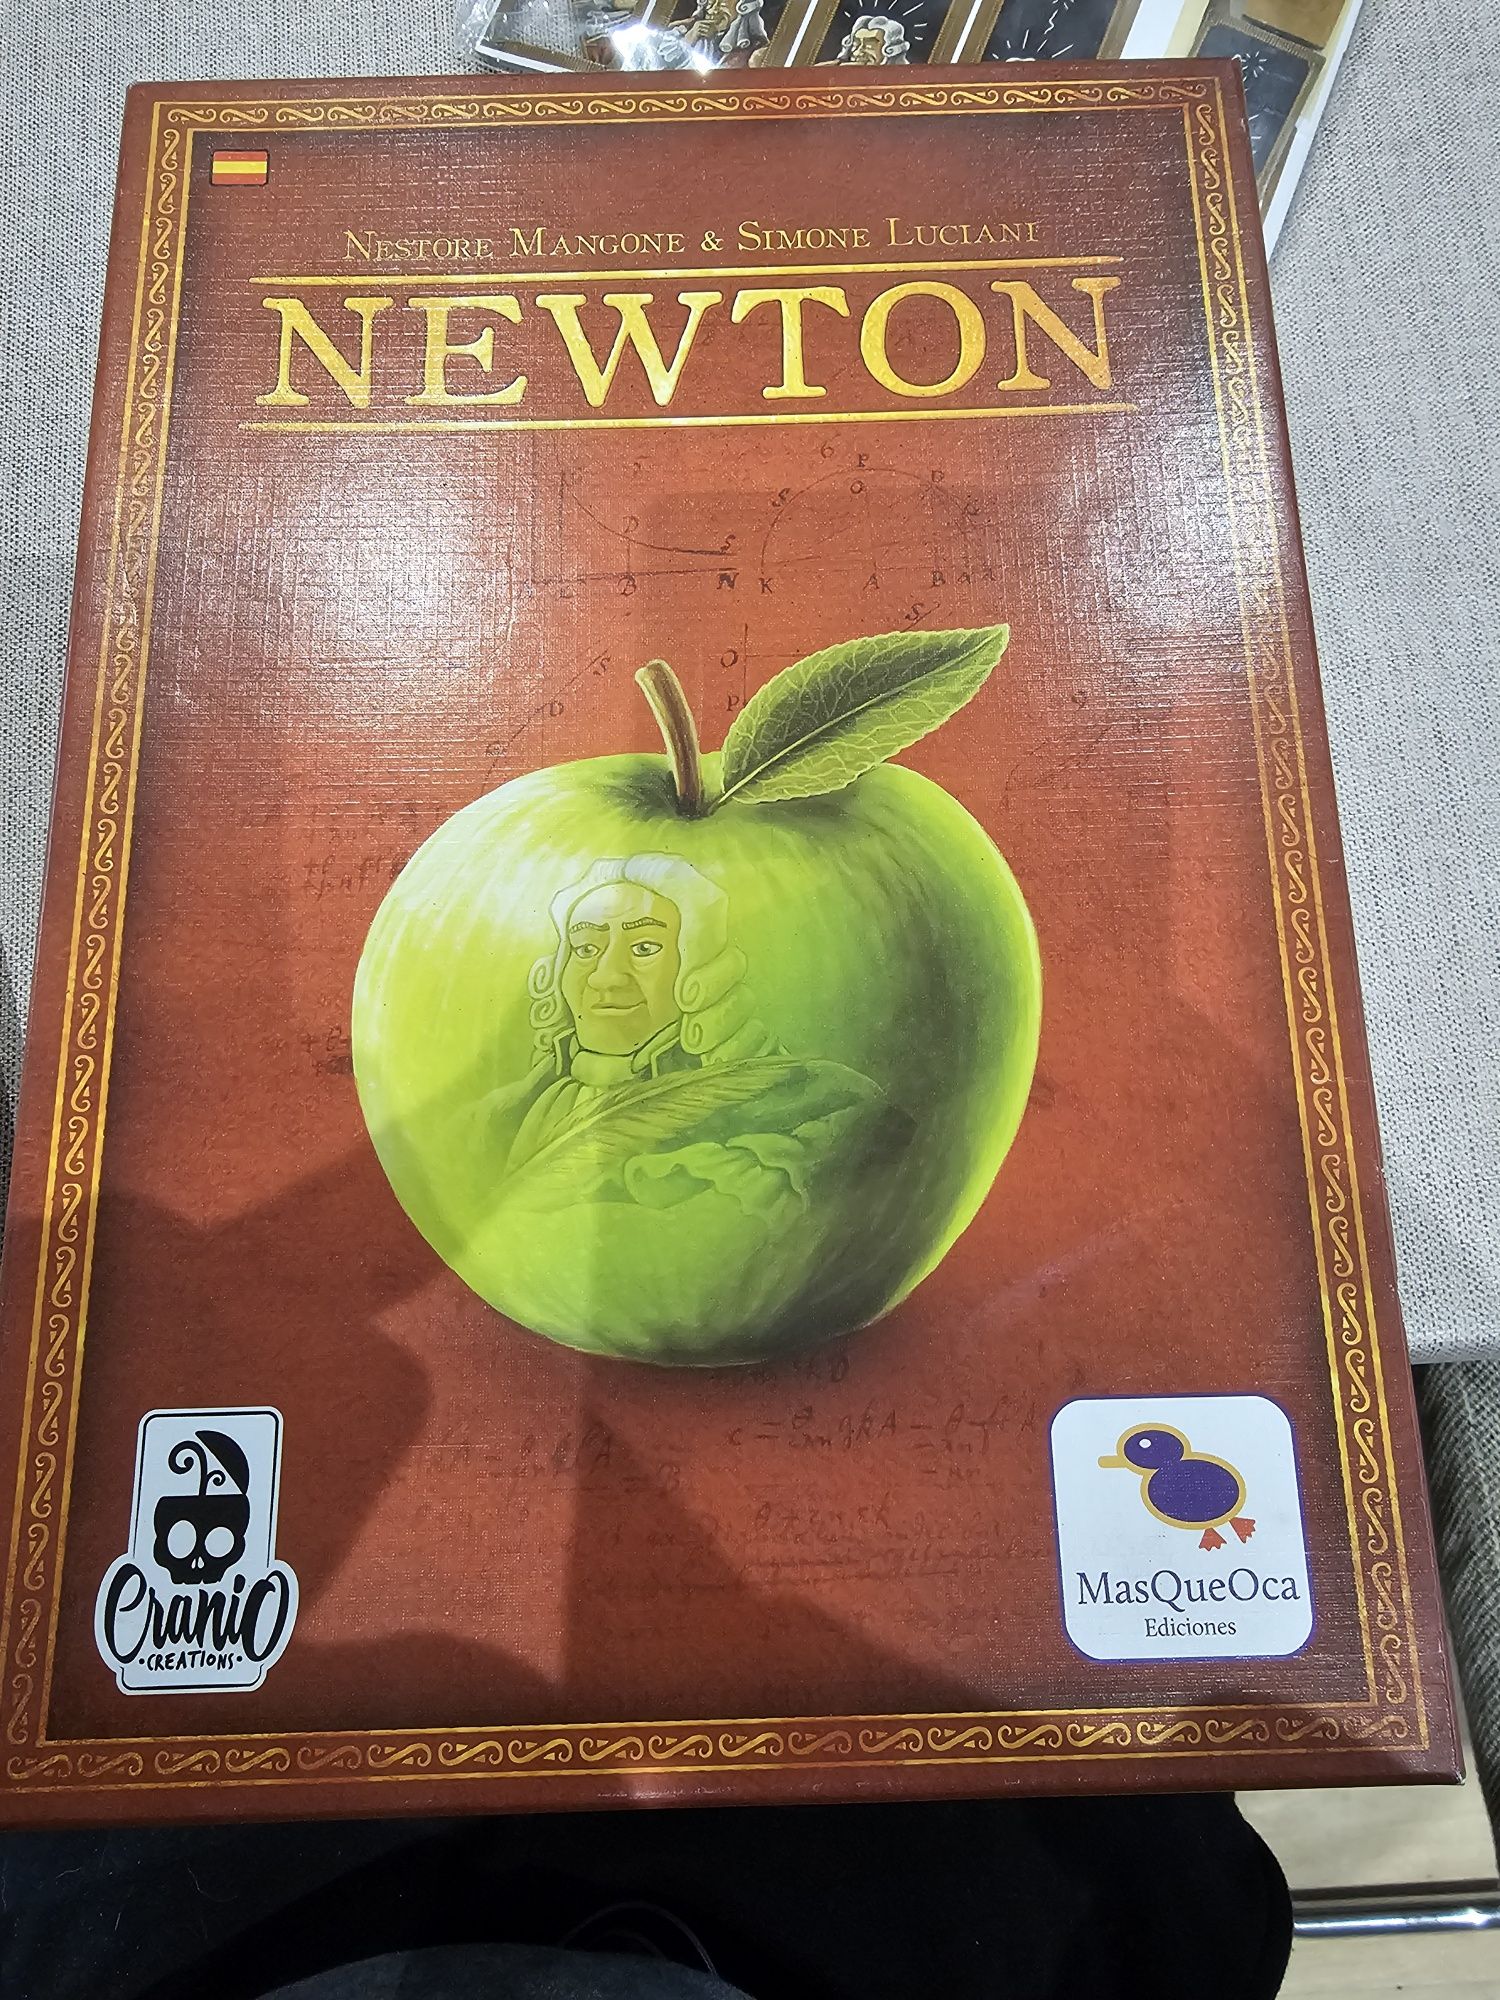 NESTORE MANGONE & SIMONE LUCIANI
NEWTON
CraniO
·CREATIONS·
MasQueOca
Ediciones